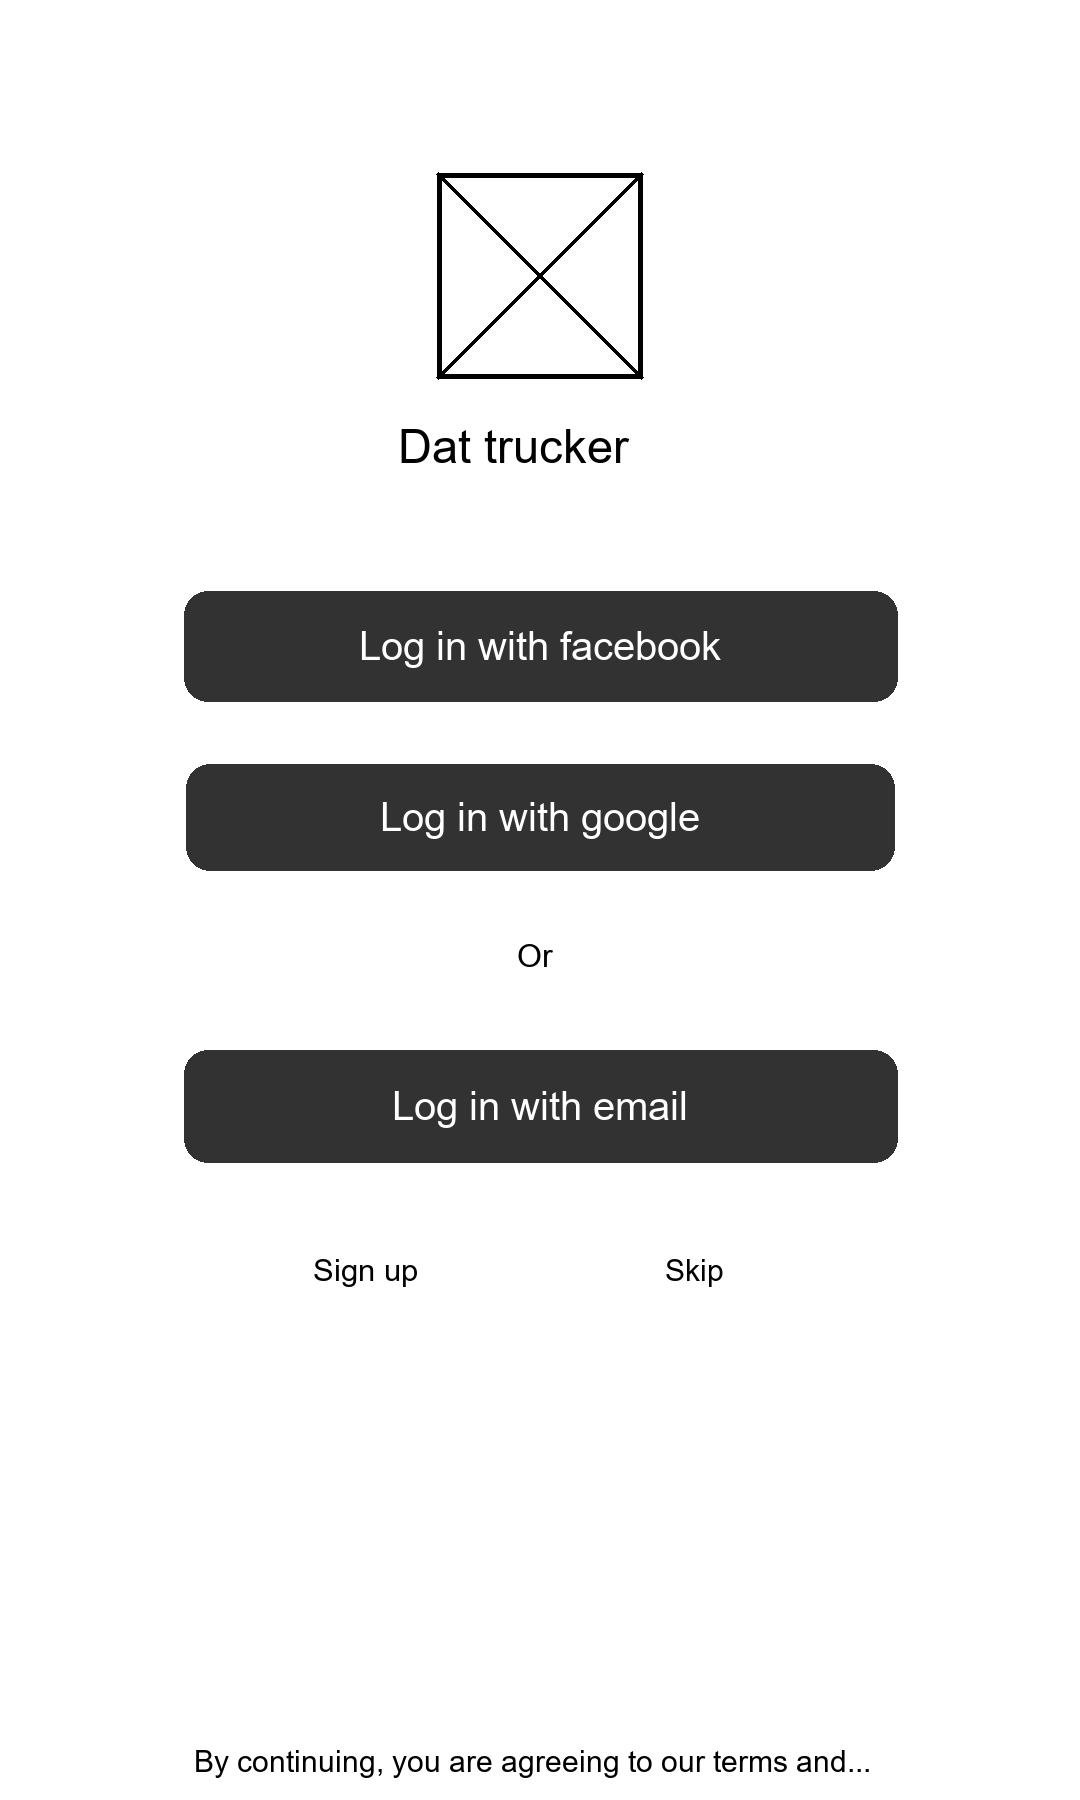 Dat trucker
Log in with facebook
Log in with google
Or
Log in with email
Sign up
Skip
By continuing, you are agreeing to our terms and...